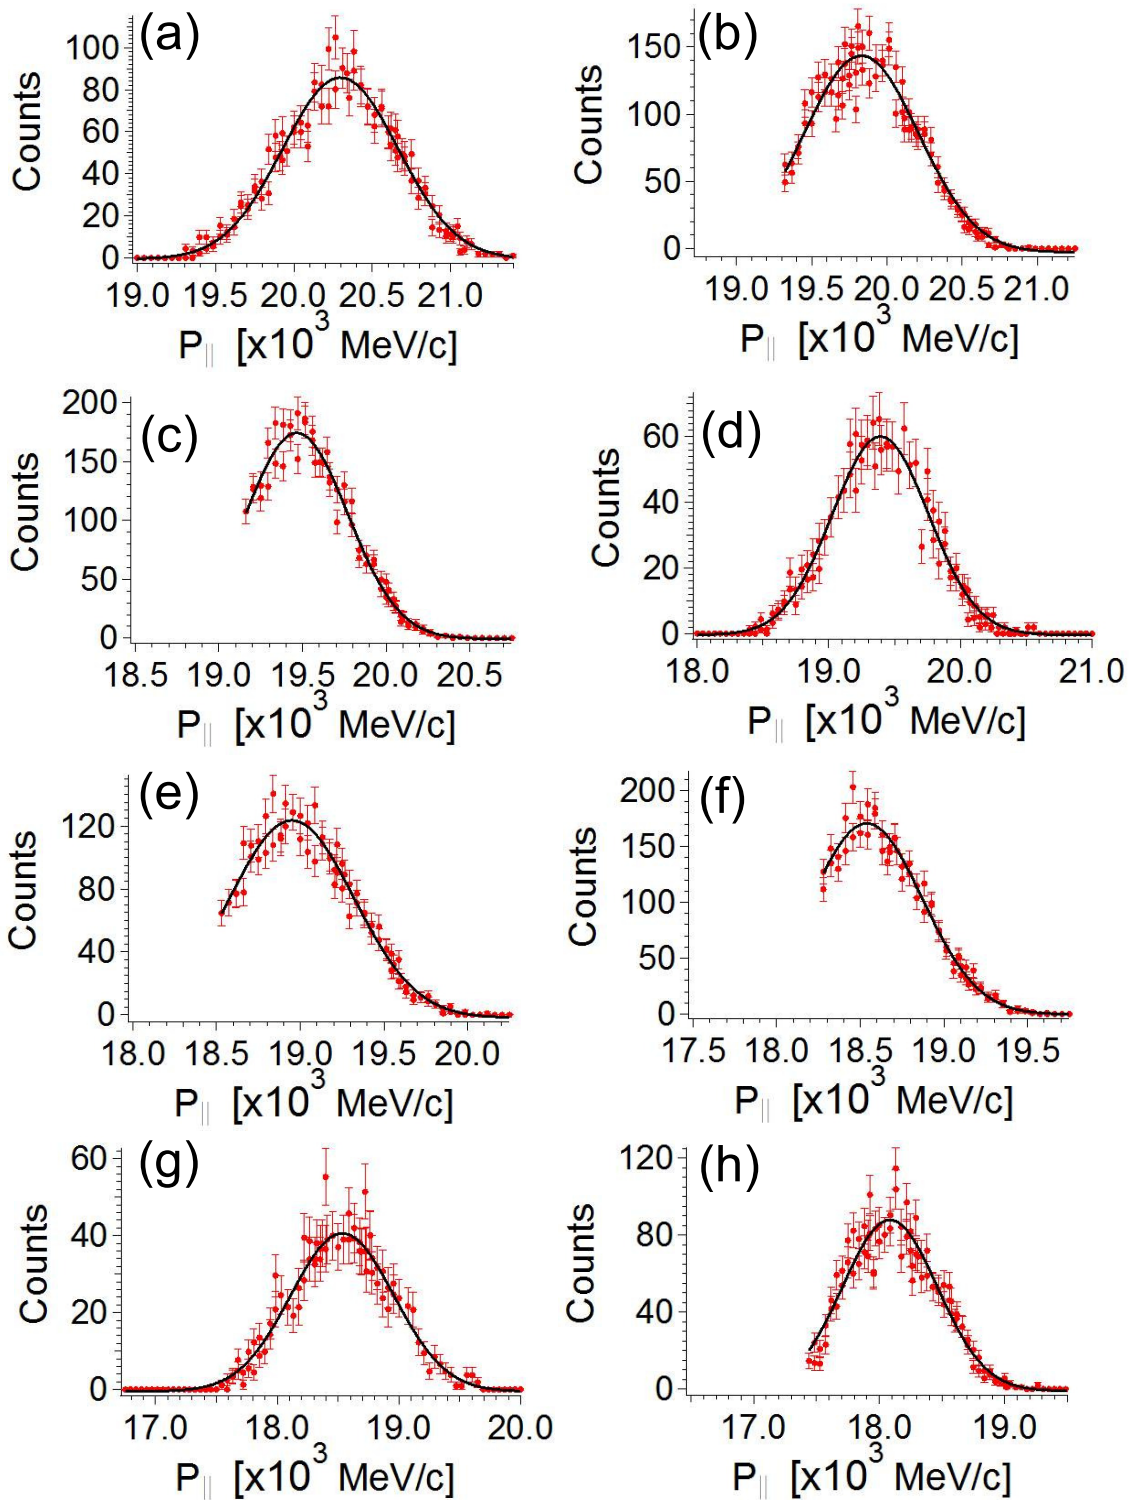 (a)
Counts
100
80
60
40
20
0
19.0 19.5 20.0 20.5 21.0
P|| [x10³ MeV/c]
(b)
Counts
150
100
50
0
19.0 19.5 20.0 20.5 21.0
P|| [x10³ MeV/c]
(c)
Counts
200
150
100
50
0
18.5 19.0 19.5 20.0 20.5
P|| [x10³ MeV/c]
(d)
Counts
60
40
20
0
18.0 19.0 20.0 21.0
P|| [x10³ MeV/c]
(e)
Counts
120
80
40
0
18.0 18.5 19.0 19.5 20.0
P|| [x10³ MeV/c]
(f)
Counts
200
150
100
50
0
17.5 18.0 18.5 19.0 19.5
P|| [x10³ MeV/c]
(g)
Counts
60
40
20
0
17.0 18.0 19.0 20.0
P|| [x10³ MeV/c]
(h)
Counts
120
80
40
0
17.0 18.0 19.0
P|| [x10³ MeV/c]